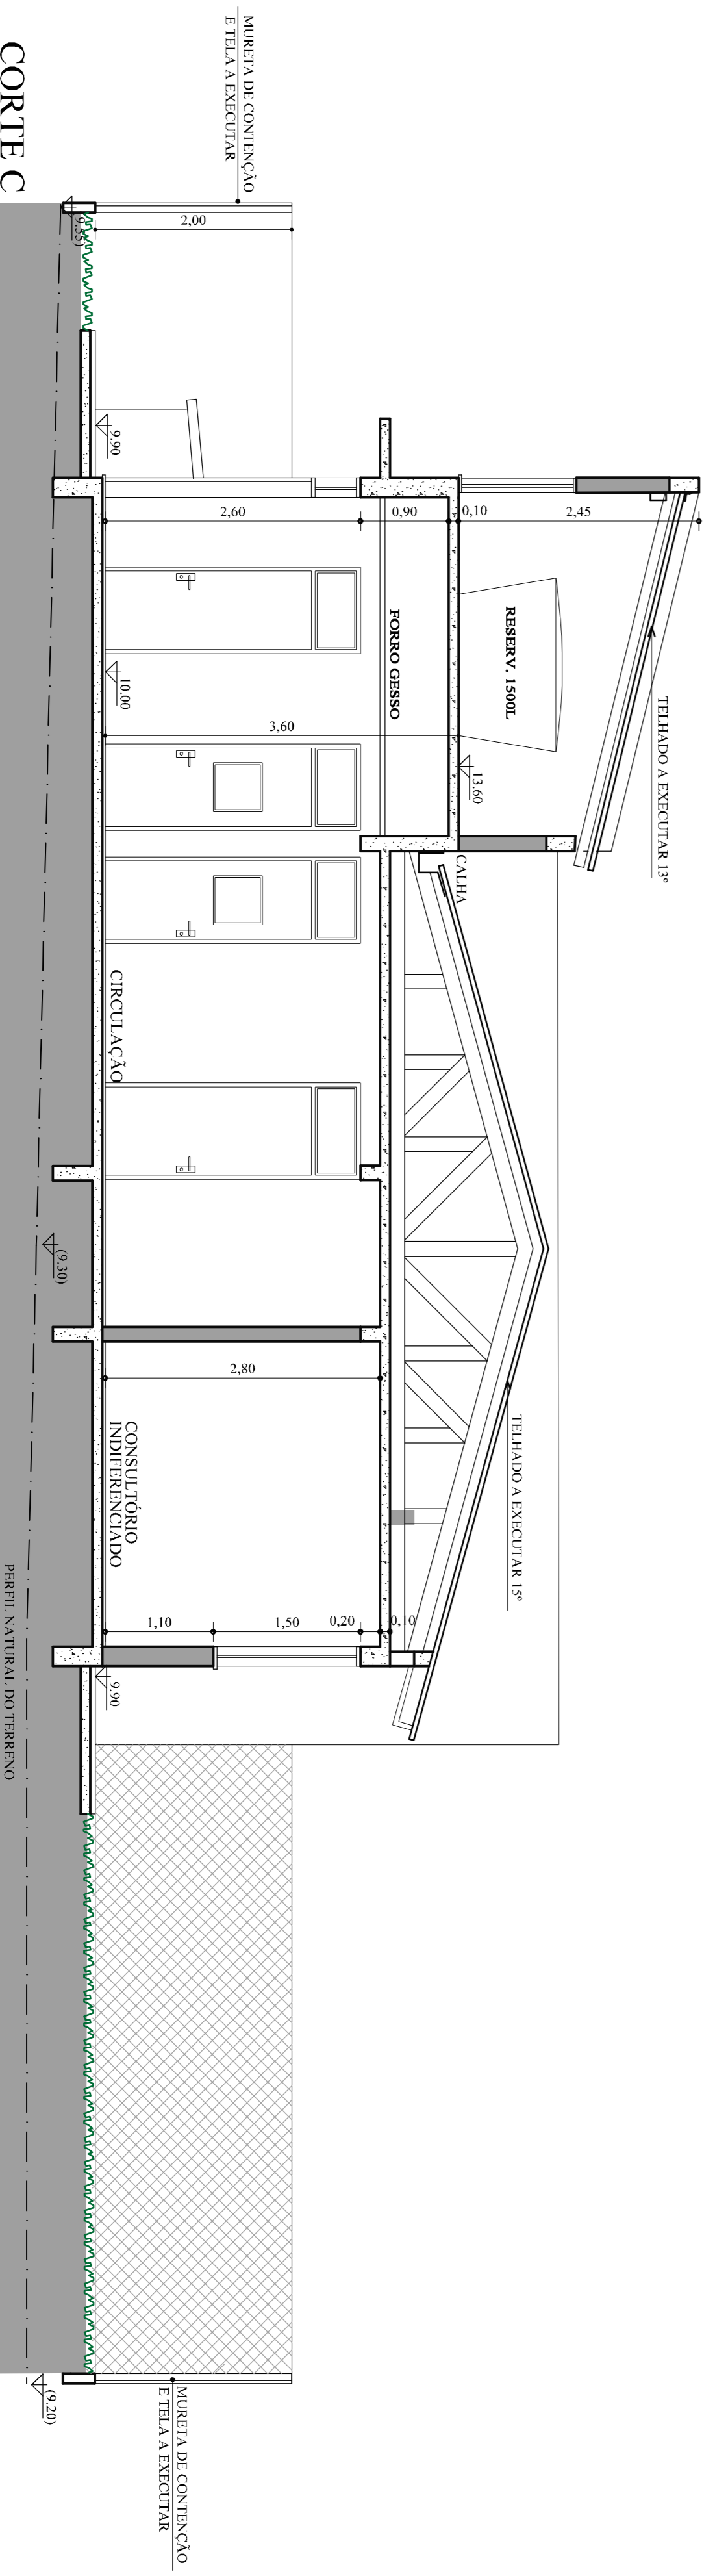 MURETA DE CONTENÇÃO
E TELA A EXECUTAR
2,00
(9.55)
9.90
2,60
0,90
0,10
2,45
RESERV. 1500L
FORRO GESSO
TELHADO A EXECUTAR 13º
10.00
3,60
13.60
CALHA
CIRCULAÇÃO
(9.30)
TELHADO A EXECUTAR 15º
2,80
CONSULTÓRIO
INDIFERENCIADO
1,10
1,50
0,20
0,10
9.90
PERFIL NATURAL DO TERRENO
(9.20)
MURETA DE CONTENÇÃO
E TELA A EXECUTAR
CORTE C